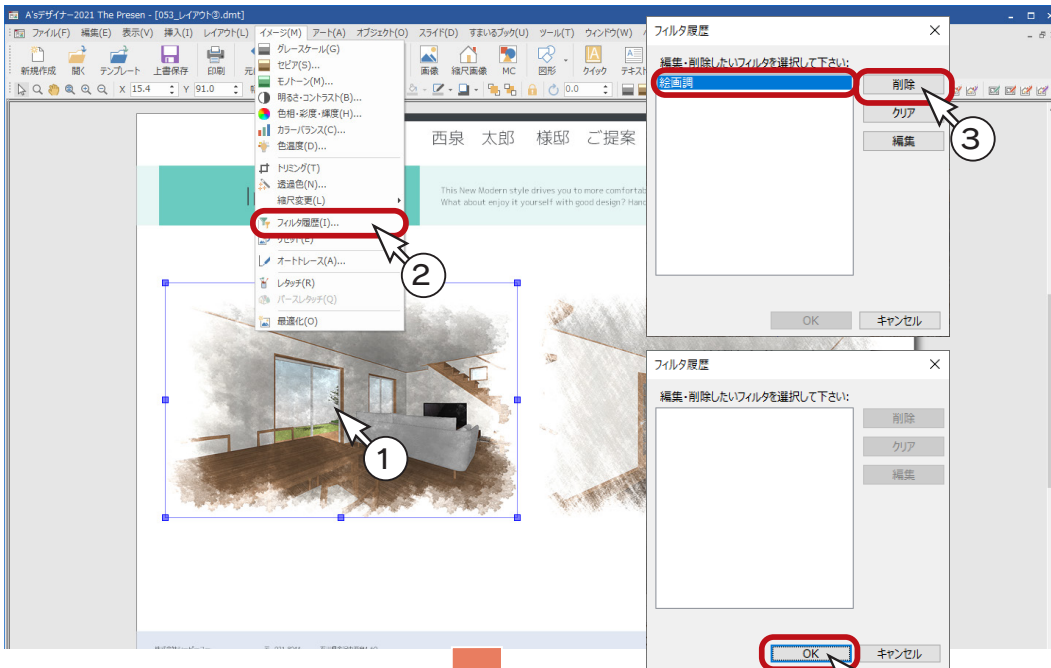 A'sデザイナー2021 The Presen - [053_レイアウト③.dmt]
ファイル(F) 編集(E) 表示(V) 挿入(I) レイアウト(L) イメージ(M) アート(A) オブジェクト(O) スライド(P) すまいるブック(U) ツール(T) ウィンドウ(W)
新規作成 開く テンプレート 上書保存 印刷 画像 縮尺画像 MC 図形 クイック テキスト
X 15.4 Y 91.0 0.0
グレースケール(G)
セピア(S)...
モノトーン(M)...
明るさ・コントラスト(B)...
色相・彩度・輝度(H)...
カラーバランス(C)...
色温度(D)...
トリミング(T)
透過色(N)...
縮尺変更(L)
フィルタ履歴(I)...
リセット(E)
オートトレース(A)...
レタッチ(R)
パースレタッチ(Q)
最適化(O)
西泉 太郎 様邸 ご提案
This New Modern style drives you to more comfortab
What about enjoy it yourself with good design? Hand
①
②
フィルタ履歴
編集・削除したいフィルタを選択して下さい:
絵画調
削除
クリア
編集
③
OK キャンセル
フィルタ履歴
編集・削除したいフィルタを選択して下さい:
削除
クリア
編集
OK キャンセル